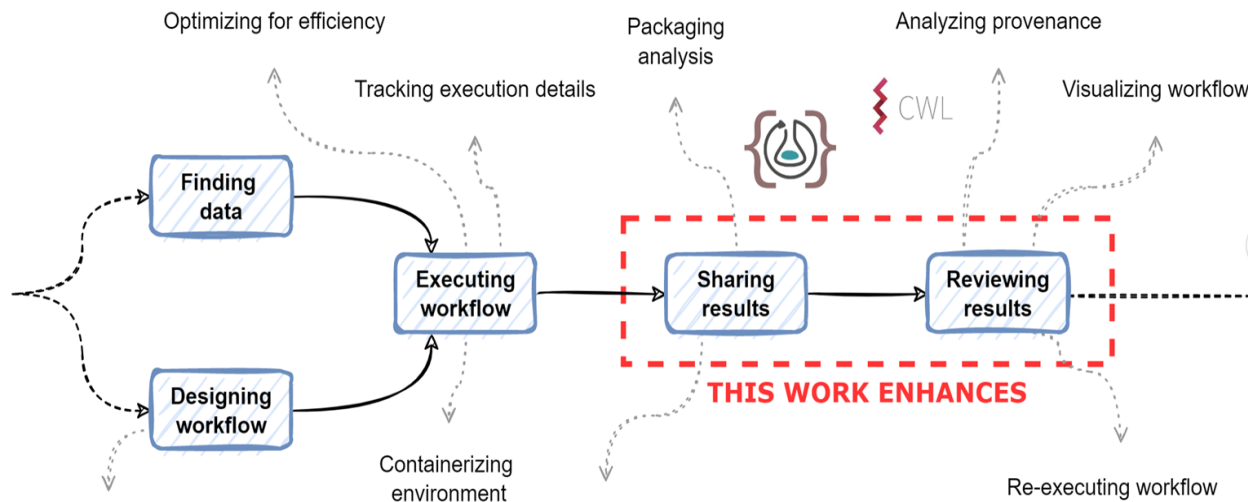 Optimizing for efficiency
Tracking execution details
Packaging
analysis
Analyzing provenance
CWL
Visualizing workflow
Finding
data
Executing
workflow
Sharing
results
Reviewing
results
THIS WORK ENHANCES
Designing
workflow
Containerizing
environment
Re-executing workflow